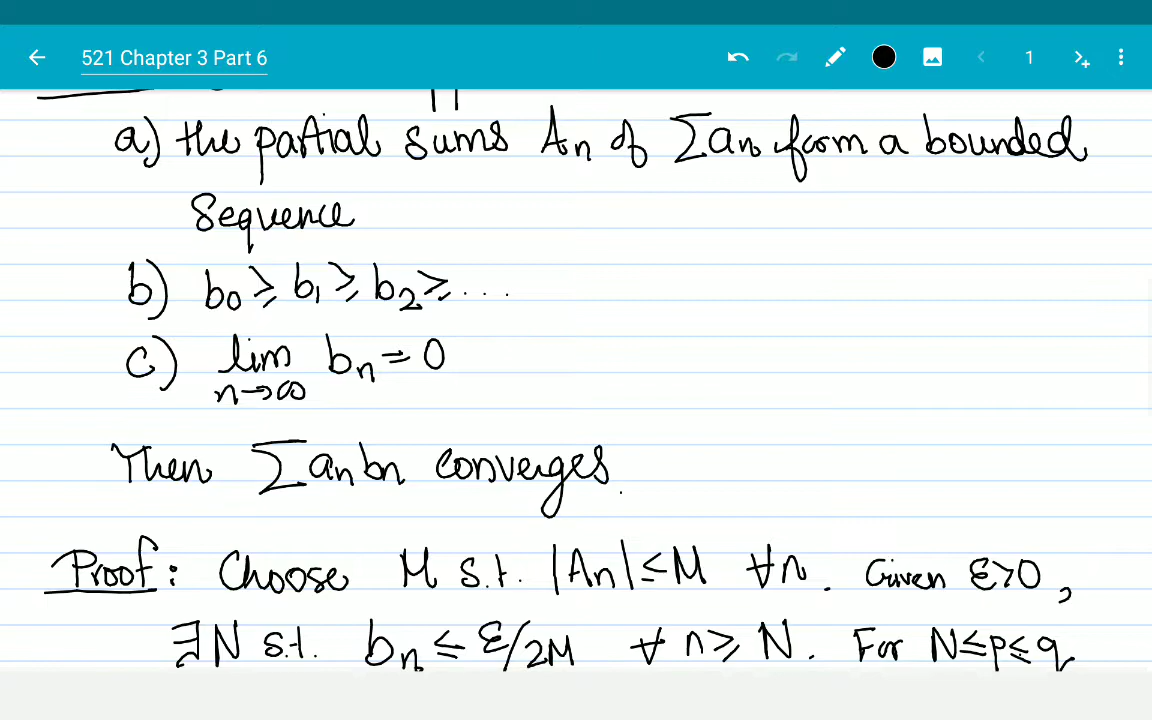 521 Chapter 3 Part 6
1
a) the partial sums An of ∑an form a bounded
sequence
b) b0 ⩾ b1 ⩾ b2 ⩾ ...
c) lim n→∞ bn = 0
Then ∑anbn converges.
Proof: Choose M s.t. |An| ≤ M ∀n. Given ε>0,
∃N s.t. bn ≤ ε/2M ∀ n ⩾ N. For N ≤ p ≤ q